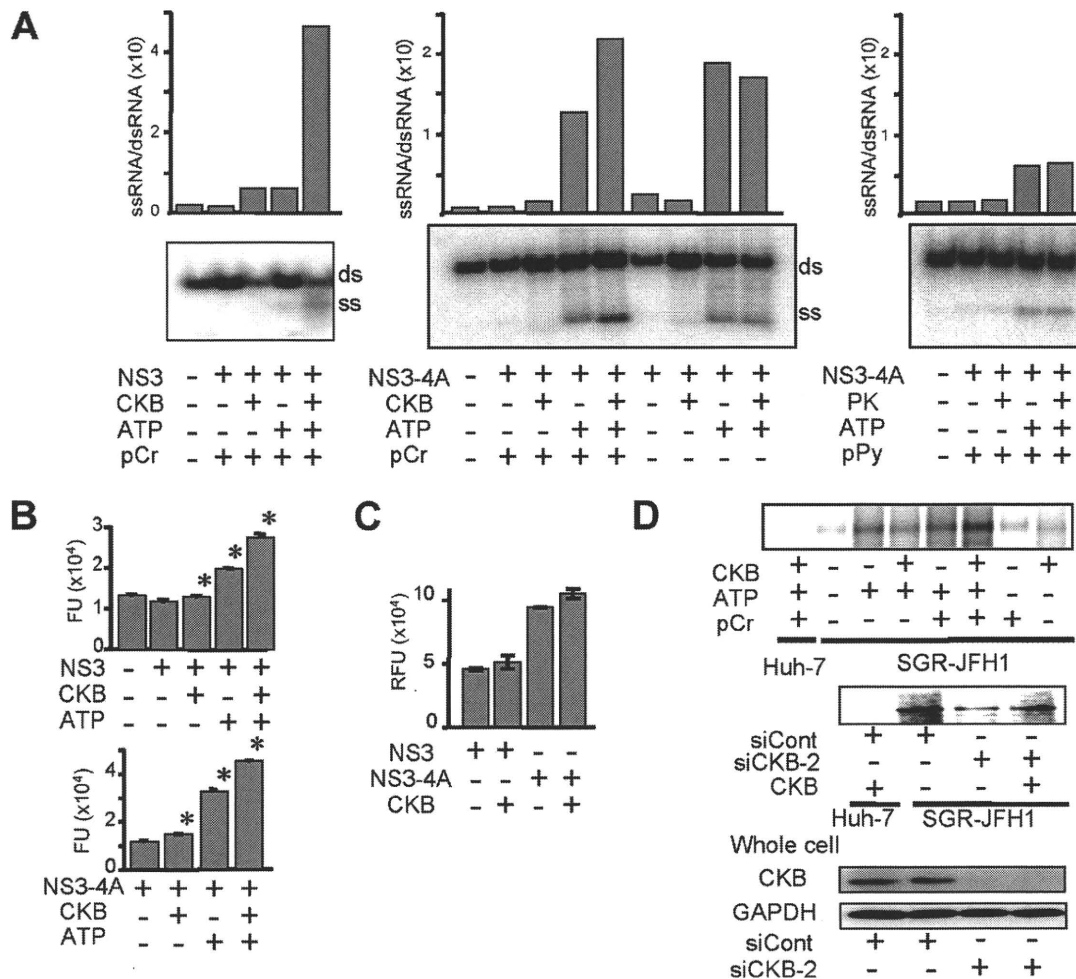 A
ssRNA/dsRNA (x10)
4
2
0
ds
ss
NS3 - + + + +
CKB - - + - +
ATP - - - + +
pCr - + + + +
ssRNA/dsRNA (x10)
2
1
0
ds
ss
NS3-4A - + + + + + + + +
CKB - - + - + - + - +
ATP - - - + + - - + +
pCr - + + + + - - - -
ssRNA/dsRNA (x10)
2
1
0
NS3-4A - + + + +
PK - - + - +
ATP - - - + +
pPy - + + + +
B
FU (x10⁴)
3
2
1
0
* * *
NS3 - + + + +
CKB - - + - +
ATP - - - + +
FU (x10⁴)
4
2
0
* * *
NS3-4A + + + +
CKB - + - +
ATP - - + +
C
RFU (x10⁴)
10
5
0
NS3 + + - -
NS3-4A - - + +
CKB - + - +
D
CKB + - - + - + - +
ATP + - + + + + - -
pCr + - - - + + + -
Huh-7 SGR-JFH1
siCont + + - -
siCKB-2 - - + +
CKB + - - +
Huh-7 SGR-JFH1
Whole cell
CKB
GAPDH
siCont + + - -
siCKB-2 - - + +